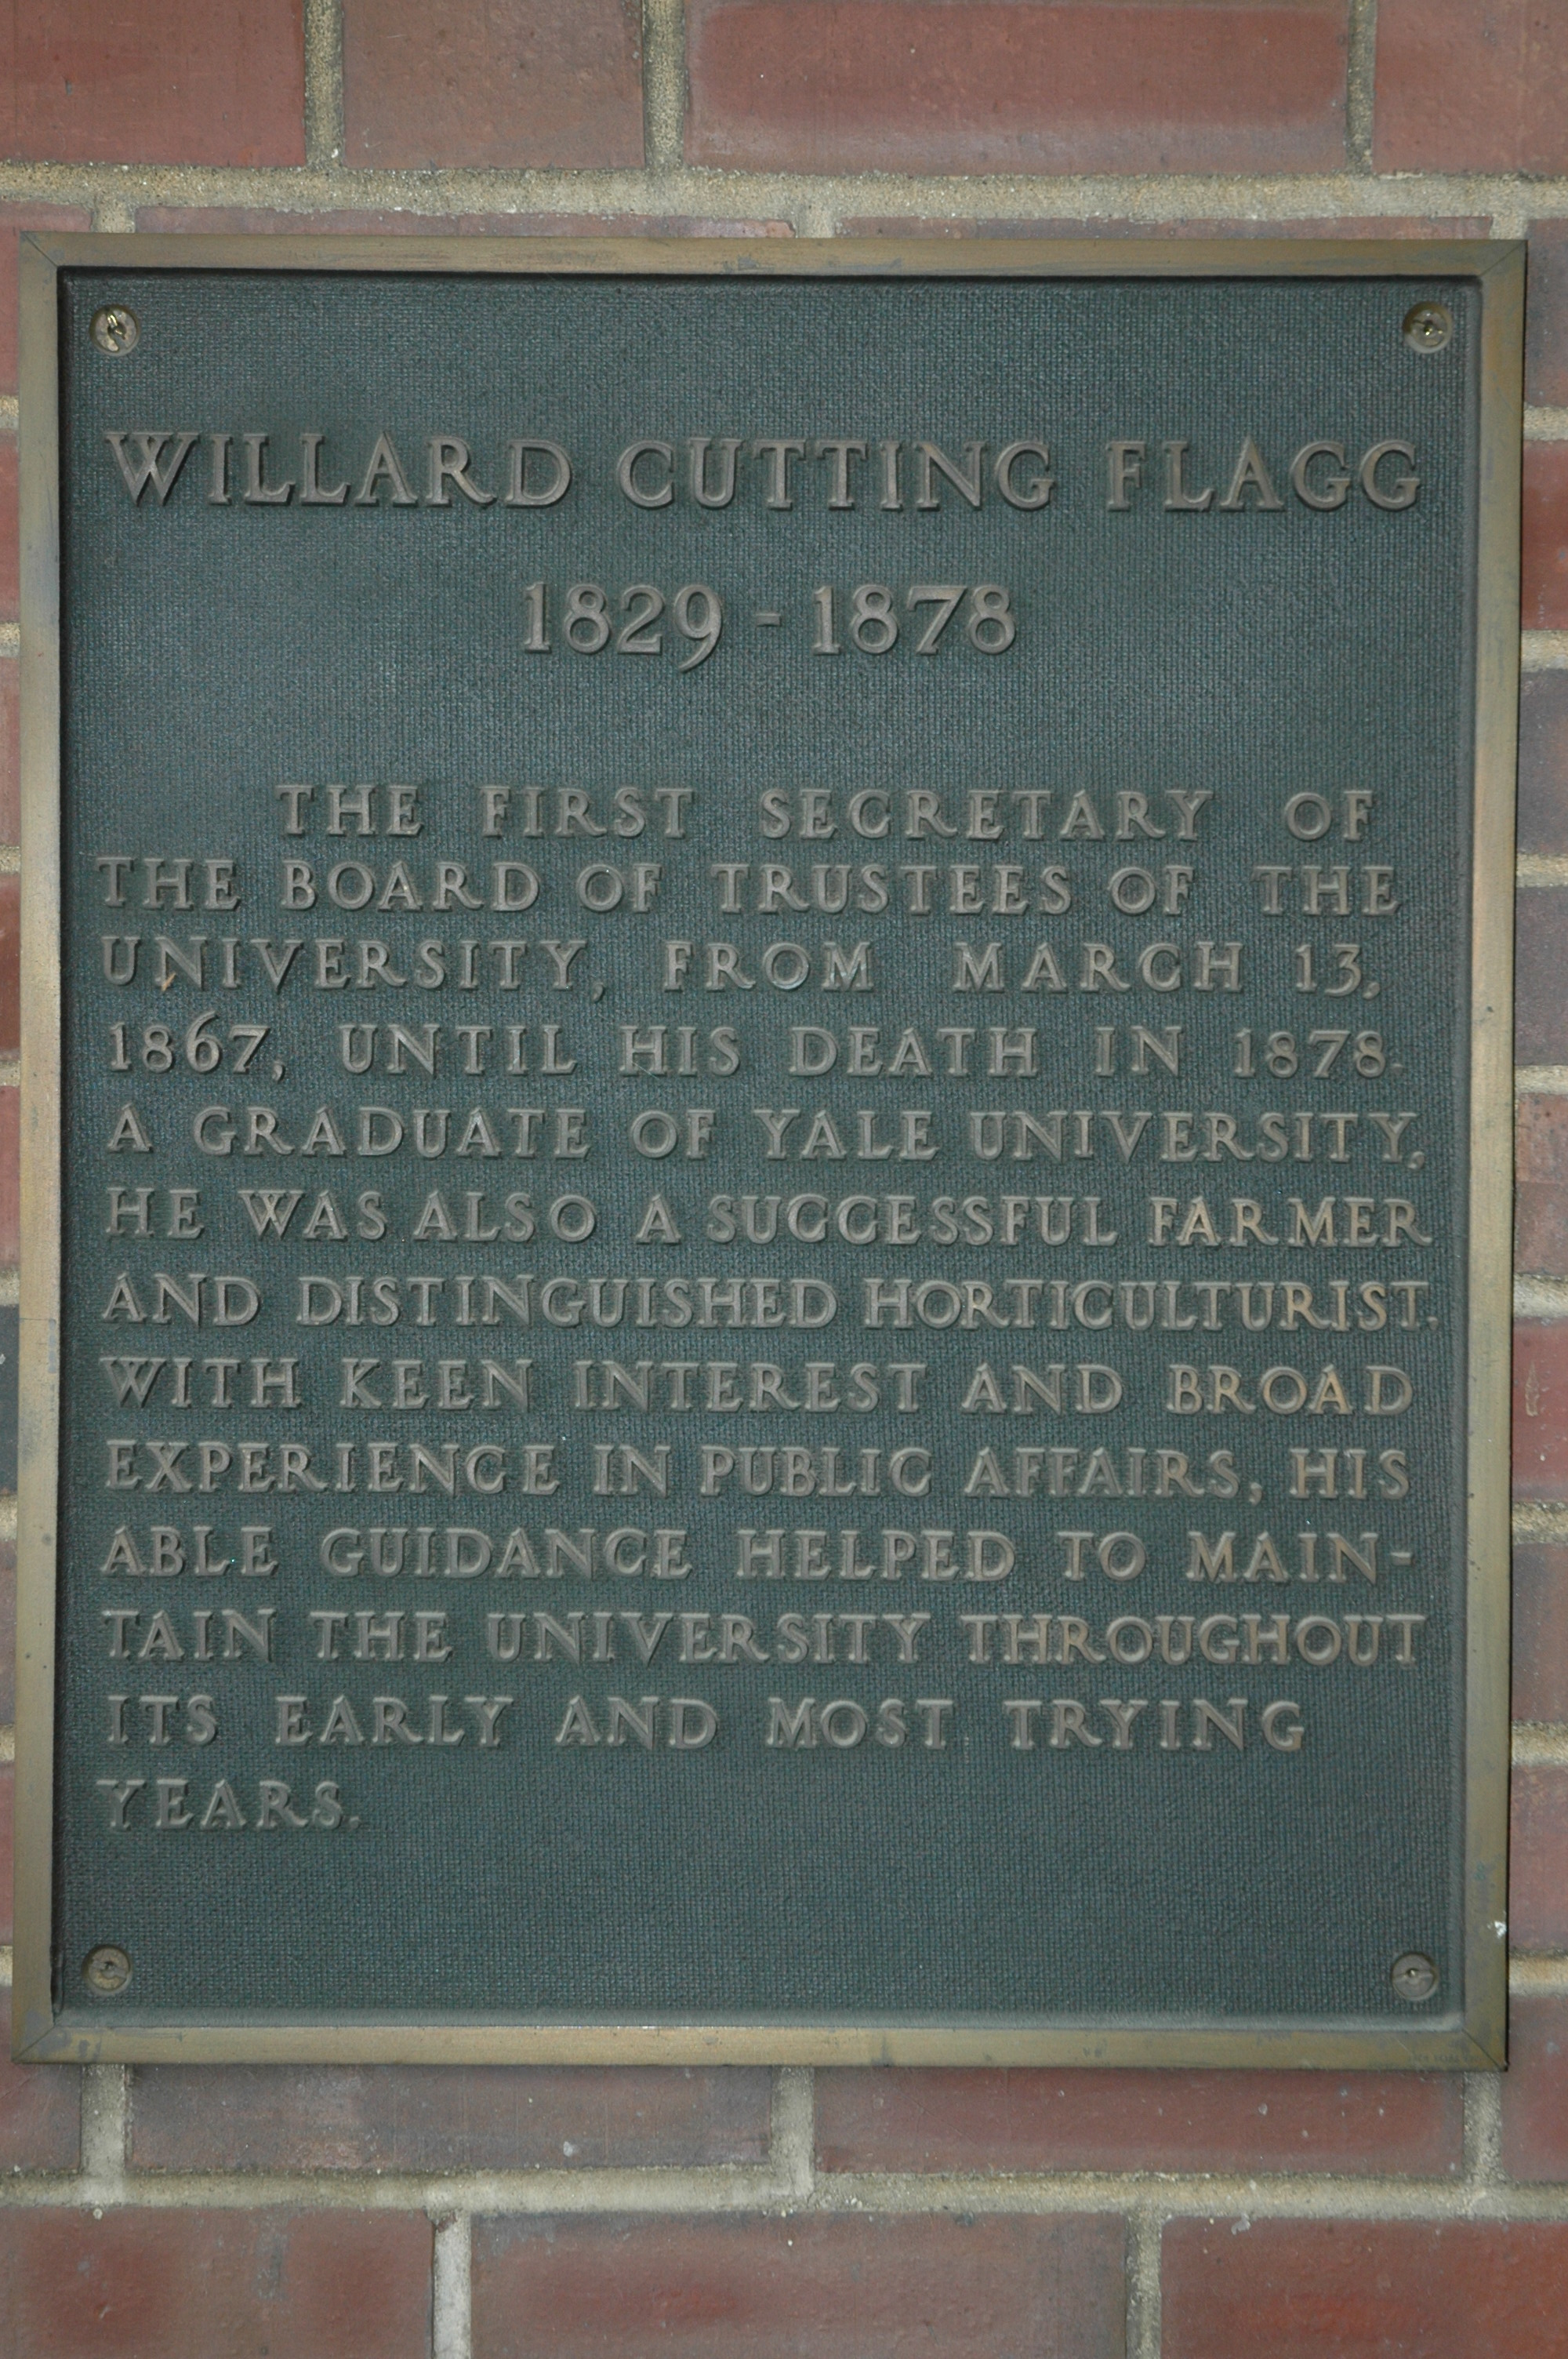 WILLARD CUTTING FLAGG
1829 - 1878
THE FIRST SECRETARY OF
THE BOARD OF TRUSTEES OF THE
UNIVERSITY, FROM MARCH 13,
1867, UNTIL HIS DEATH IN 1878.
A GRADUATE OF YALE UNIVERSITY,
HE WAS ALSO A SUCCESSFUL FARMER
AND DISTINGUISHED HORTICULTURIST.
WITH KEEN INTEREST AND BROAD
EXPERIENCE IN PUBLIC AFFAIRS, HIS
ABLE GUIDANCE HELPED TO MAIN-
TAIN THE UNIVERSITY THROUGHOUT
ITS EARLY AND MOST TRYING
YEARS.